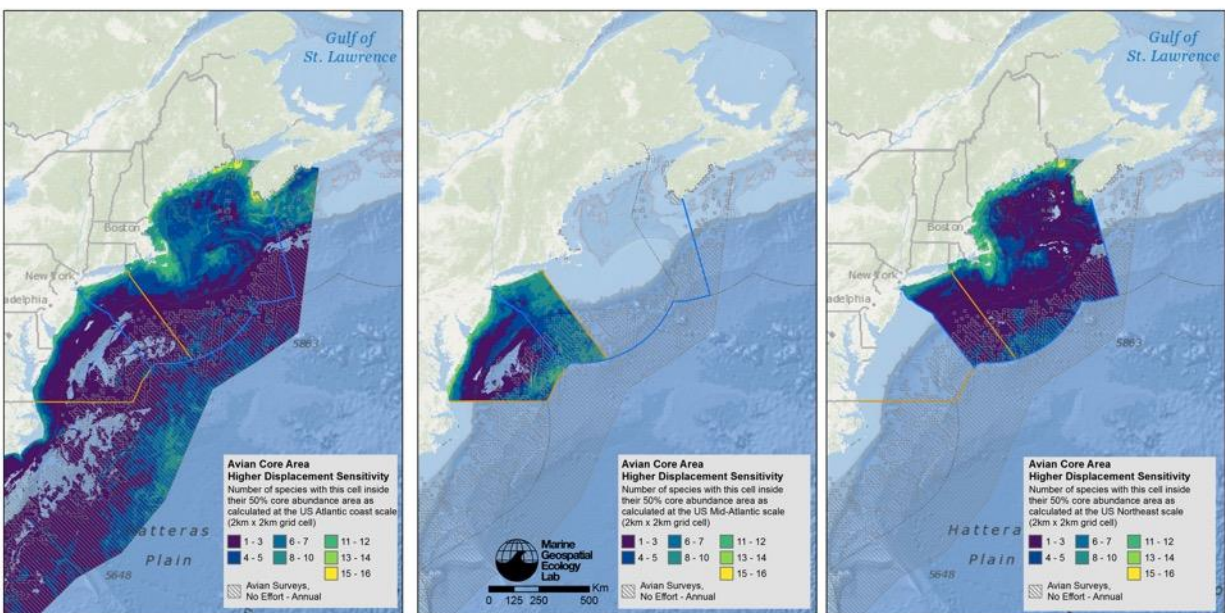 Gulf of
St. Lawrence
Boston
New York
adelphia
5863
atteras
Plain
5648
Avian Core Area
Higher Displacement Sensitivity
Number of species with this cell inside
their 50% core abundance area as
calculated at the US Atlantic coast scale
(2km x 2km grid cell)
1 - 3
6 - 7
11 - 12
4 - 5
8 - 10
13 - 14
15 - 16
Avian Surveys,
No Effort - Annual
Marine
Geospatial
Ecology
Lab
Km
0 125 250 500
Avian Core Area
Higher Displacement Sensitivity
Number of species with this cell inside
their 50% core abundance area as
calculated at the US Mid-Atlantic scale
(2km x 2km grid cell)
1 - 3
6 - 7
11 - 12
4 - 5
8 - 10
13 - 14
15 - 16
Avian Surveys,
No Effort - Annual
Gulf of
St. Lawrence
Boston
New York
adelphia
5863
Hattera
Plain
5648
Avian Core Area
Higher Displacement Sensitivity
Number of species with this cell inside
their 50% core abundance area as
calculated at the US Northeast scale
(2km x 2km grid cell)
1 - 3
6 - 7
11 - 12
4 - 5
8 - 10
13 - 14
15 - 16
Avian Surveys,
No Effort - Annual